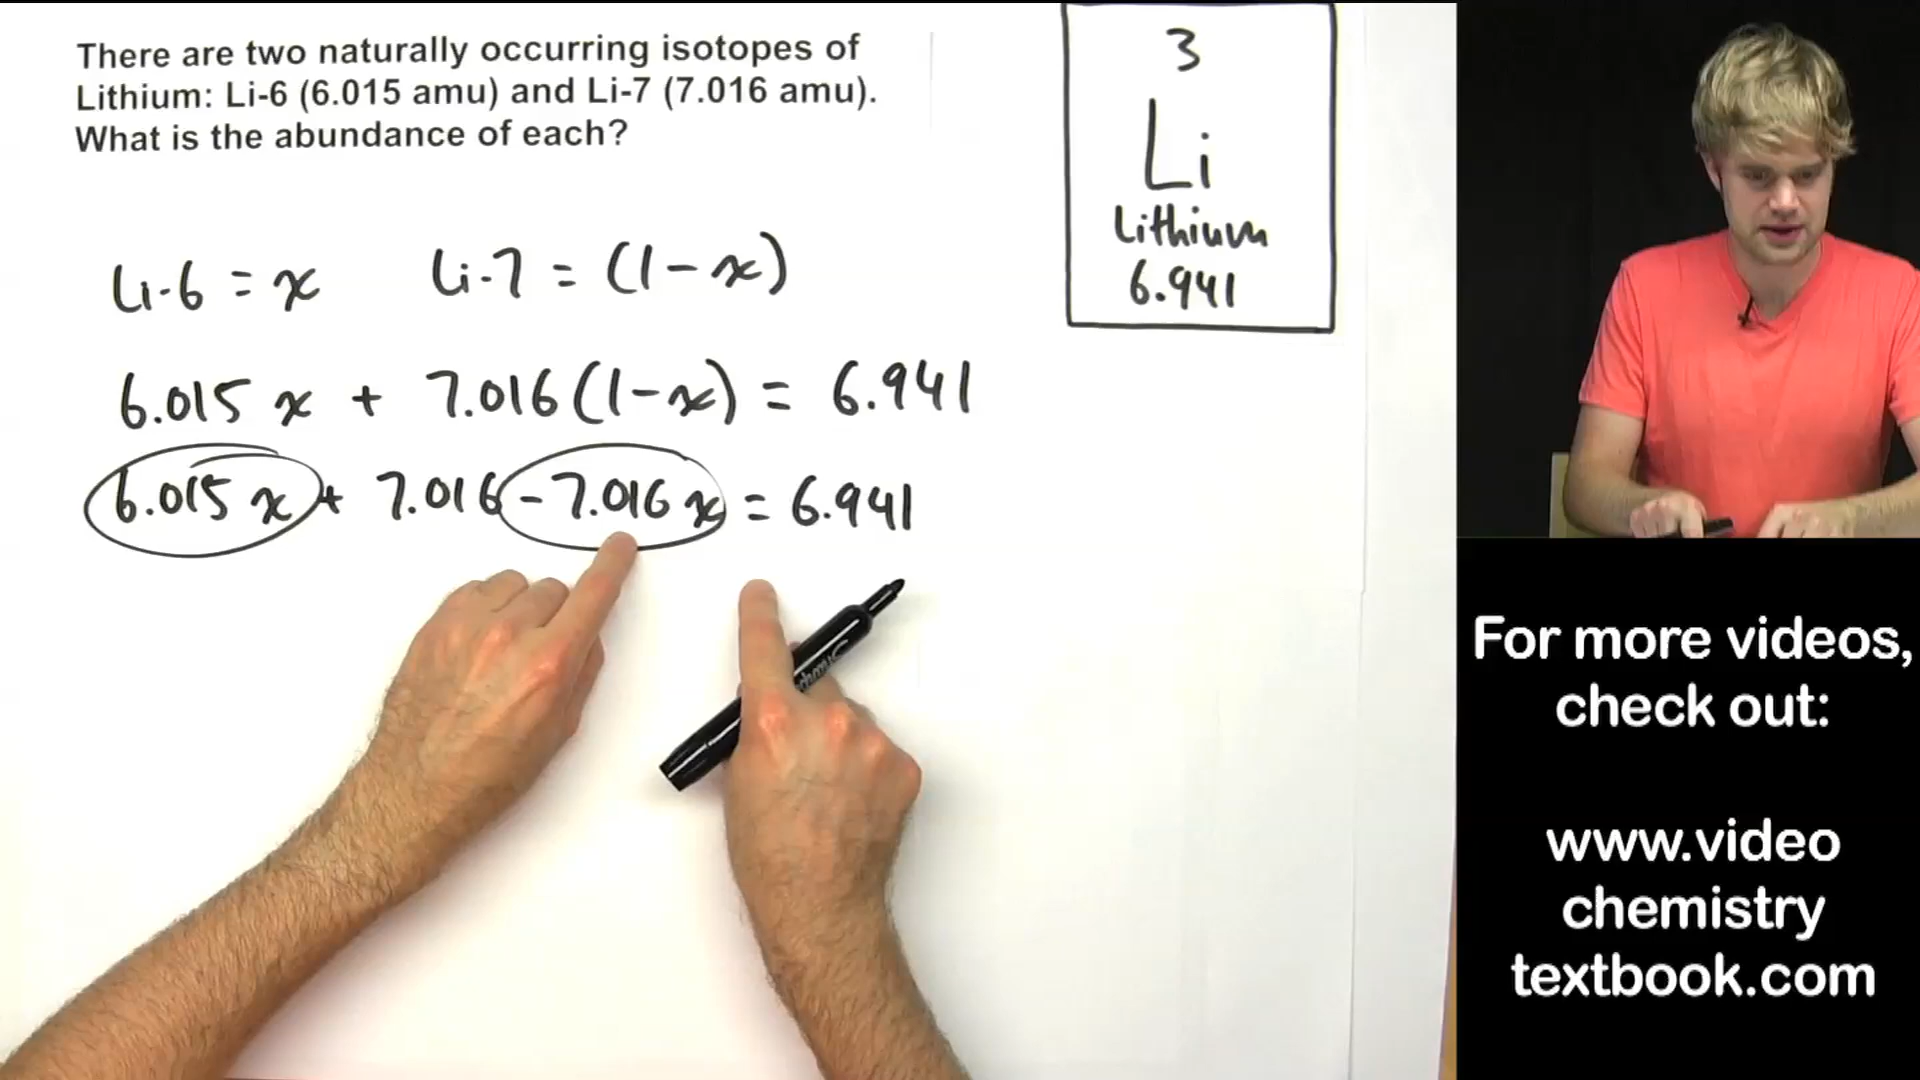 There are two naturally occurring isotopes of
Lithium: Li-6 (6.015 amu) and Li-7 (7.016 amu).
What is the abundance of each?
3
Li
Lithium
6.941
Li-6 = x Li-7 = (1-x)
6.015 x + 7.016 (1-x) = 6.941
6.015 x + 7.016 - 7.016 x = 6.941
For more videos,
check out:
www.video
chemistry
textbook.com